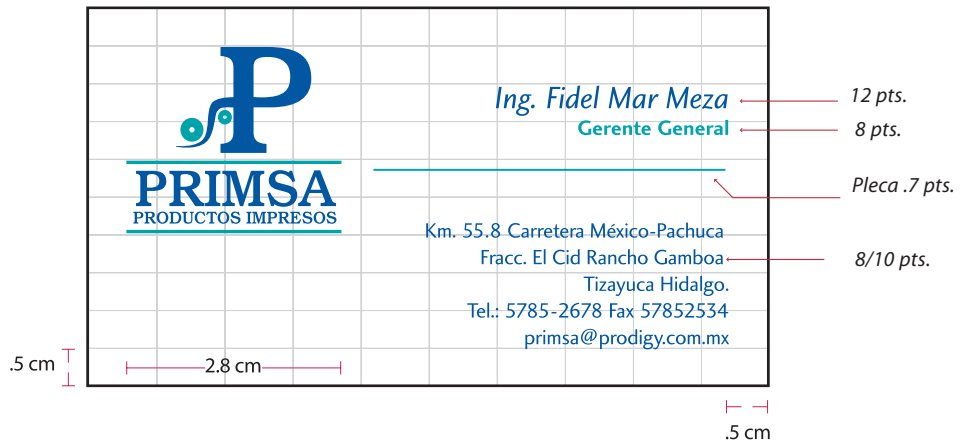 P
PRIMSA
PRODUCTOS IMPRESOS
Ing. Fidel Mar Meza
Gerente General
Km. 55.8 Carretera México-Pachuca
Fracc. El Cid Rancho Gamboa
Tizayuca Hidalgo.
Tel.: 5785-2678 Fax 57852534
primsa@prodigy.com.mx
12 pts.
8 pts.
Pleca .7 pts.
8/10 pts.
.5 cm
2.8 cm
.5 cm